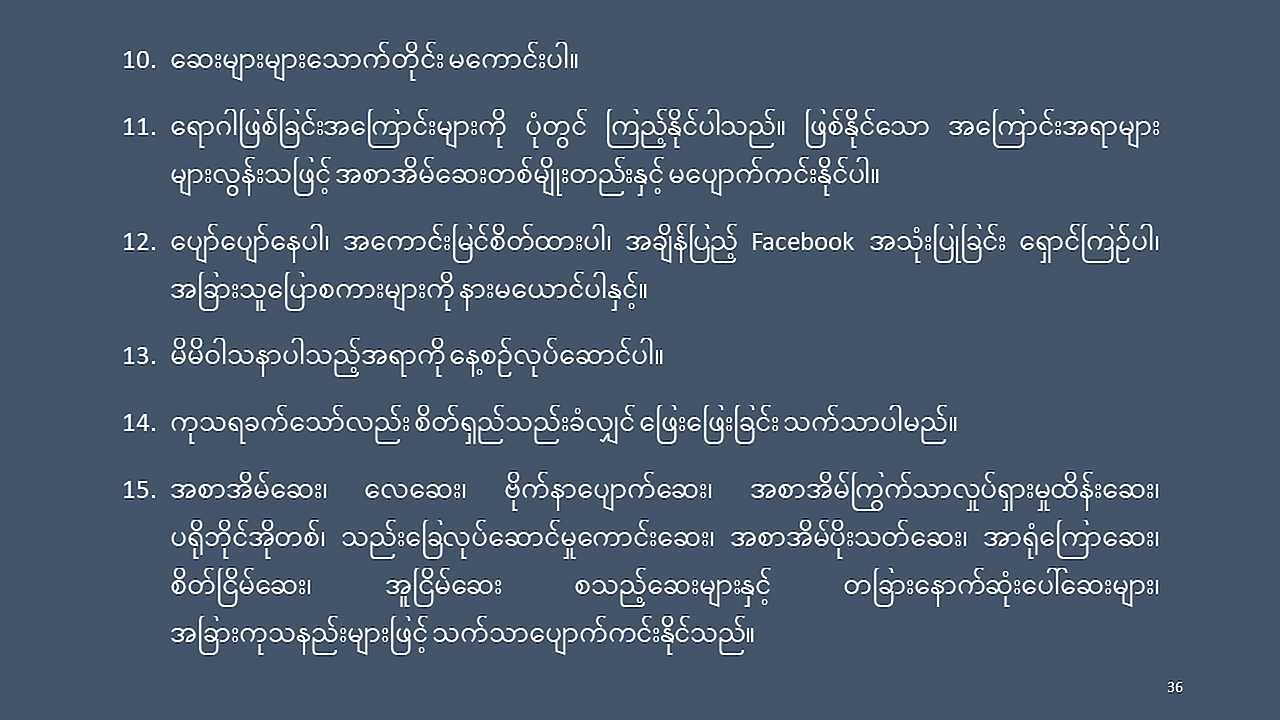 10. ဆေးများများသောက်တိုင်း မကောင်းပါ။
11. ရောဂါဖြစ်ခြင်းအကြောင်းများကို ပုံတွင် ကြည့်နိုင်ပါသည်။ ဖြစ်နိုင်သော အကြောင်းအရာများ
များလွန်းသဖြင့် အစာအိမ်ဆေးတစ်မျိုးတည်းနှင့် မပျောက်ကင်းနိုင်ပါ။
12. ပျော်ပျော်နေပါ၊ အကောင်းမြင်စိတ်ထားပါ၊ အချိန်ပြည့် Facebook အသုံးပြုခြင်း ရှောင်ကြဉ်ပါ၊
အခြားသူပြောစကားများကို နားမယောင်ပါနှင့်။
13. မိမိဝါသနာပါသည့်အရာကို နေ့စဉ်လုပ်ဆောင်ပါ။
14. ကုသရခက်သော်လည်း စိတ်ရှည်သည်းခံလျှင် ဖြေးဖြေးခြင်း သက်သာပါမည်။
15. အစာအိမ်ဆေး၊ လေဆေး၊ ဗိုက်နာပျောက်ဆေး၊ အစာအိမ်ကြွက်သာလှုပ်ရှားမှုထိန်းဆေး၊
ပရိုဘိုင်အိုတစ်၊ သည်းခြေလုပ်ဆောင်မှုကောင်းဆေး၊ အစာအိမ်ပိုးသတ်ဆေး၊ အာရုံကြောဆေး၊
စိတ်ငြိမ်ဆေး၊ အူငြိမ်ဆေး စသည့်ဆေးများနှင့် တခြားနောက်ဆုံးပေါ်ဆေးများ၊
အခြားကုသနည်းများဖြင့် သက်သာပျောက်ကင်းနိုင်သည်။
36